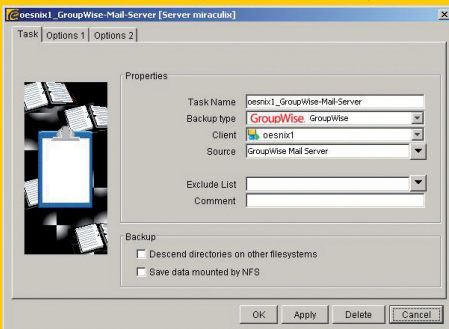 oesnix1_GroupWise-Mail-Server [Server miraculix]
Task Options 1 Options 2
Properties
Task Name oesnix1_GroupWise-Mail-Server
Backup type GroupWise. GroupWise
Client oesnix1
Source GroupWise Mail Server
Exclude List
Comment
Backup
Descend directories on other filesystems
Save data mounted by NFS
OK Apply Delete Cancel